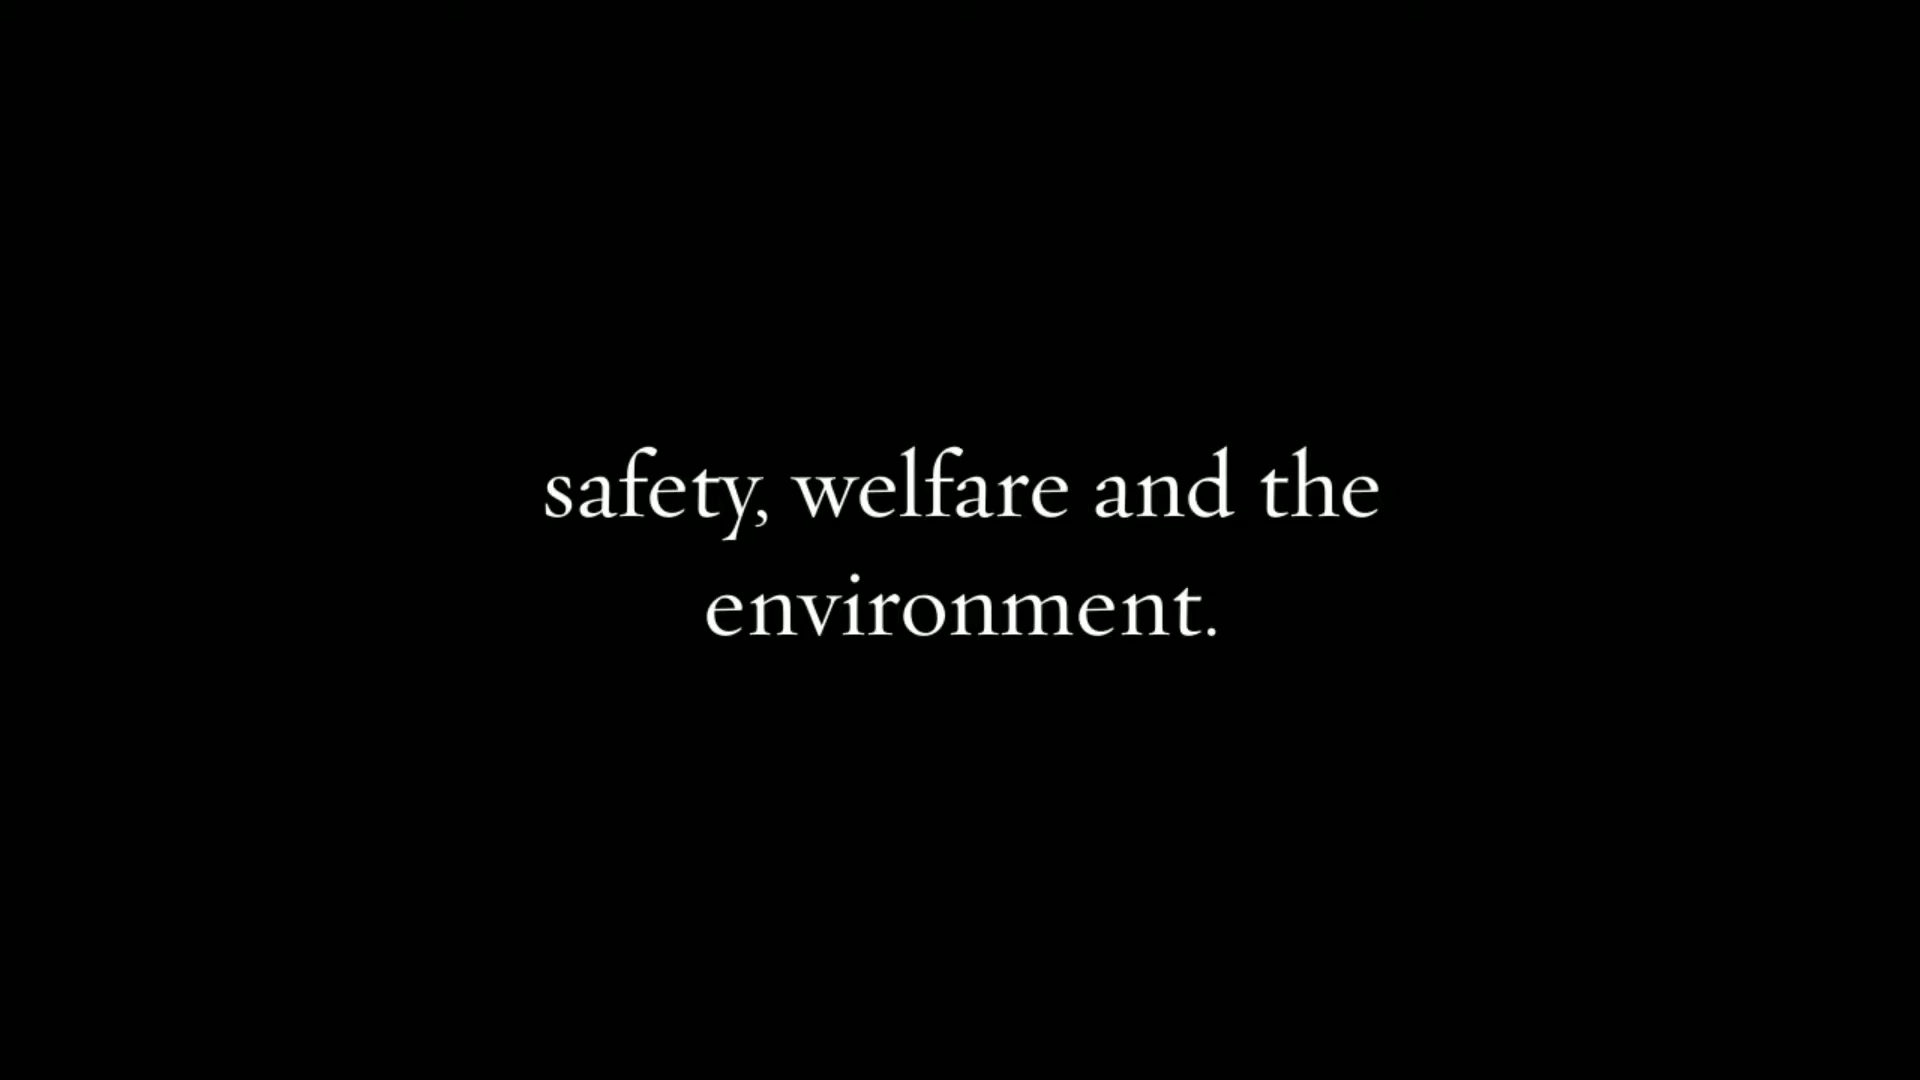 safety, welfare and the
environment.